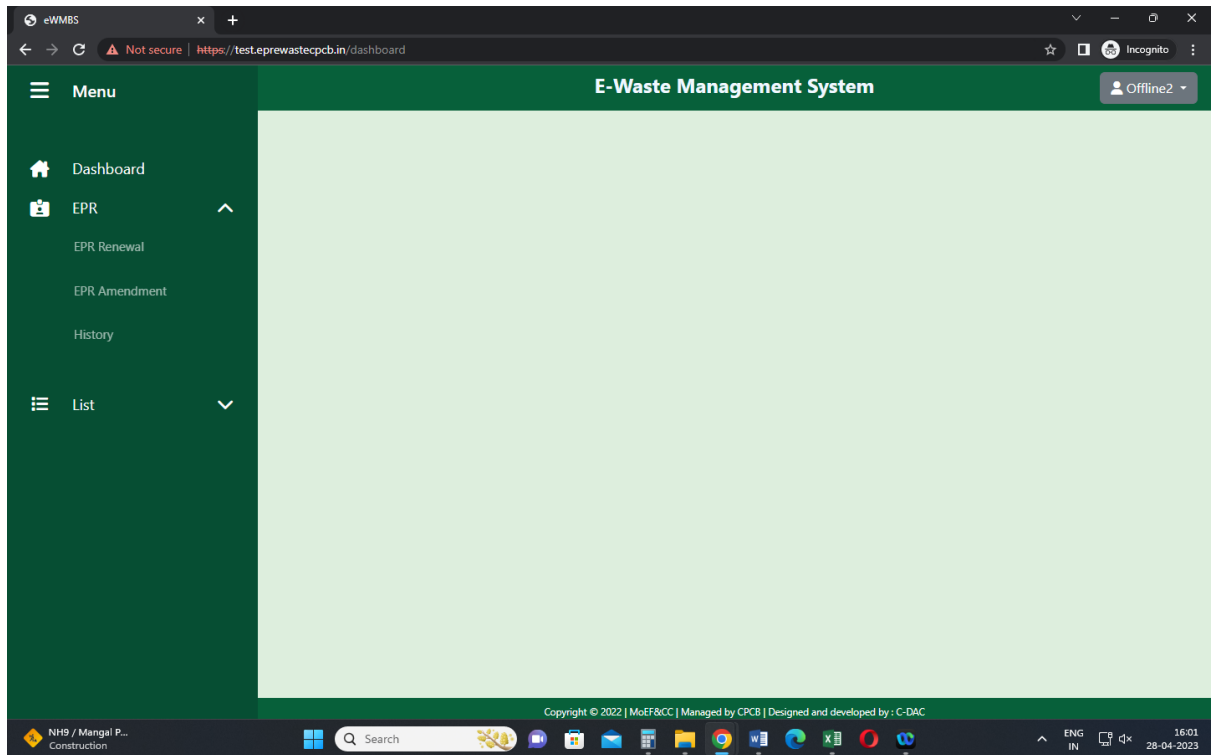 eWMBS
Not secure | https://test.eprewastecpcb.in/dashboard
Incognito
Menu
E-Waste Management System
Offline2
Dashboard
EPR
EPR Renewal
EPR Amendment
History
List
Copyright © 2022 | MoEF&CC | Managed by CPCB | Designed and developed by : C-DAC
NH9 / Mangal P...
Construction
Search
ENG
IN
16:01
28-04-2023